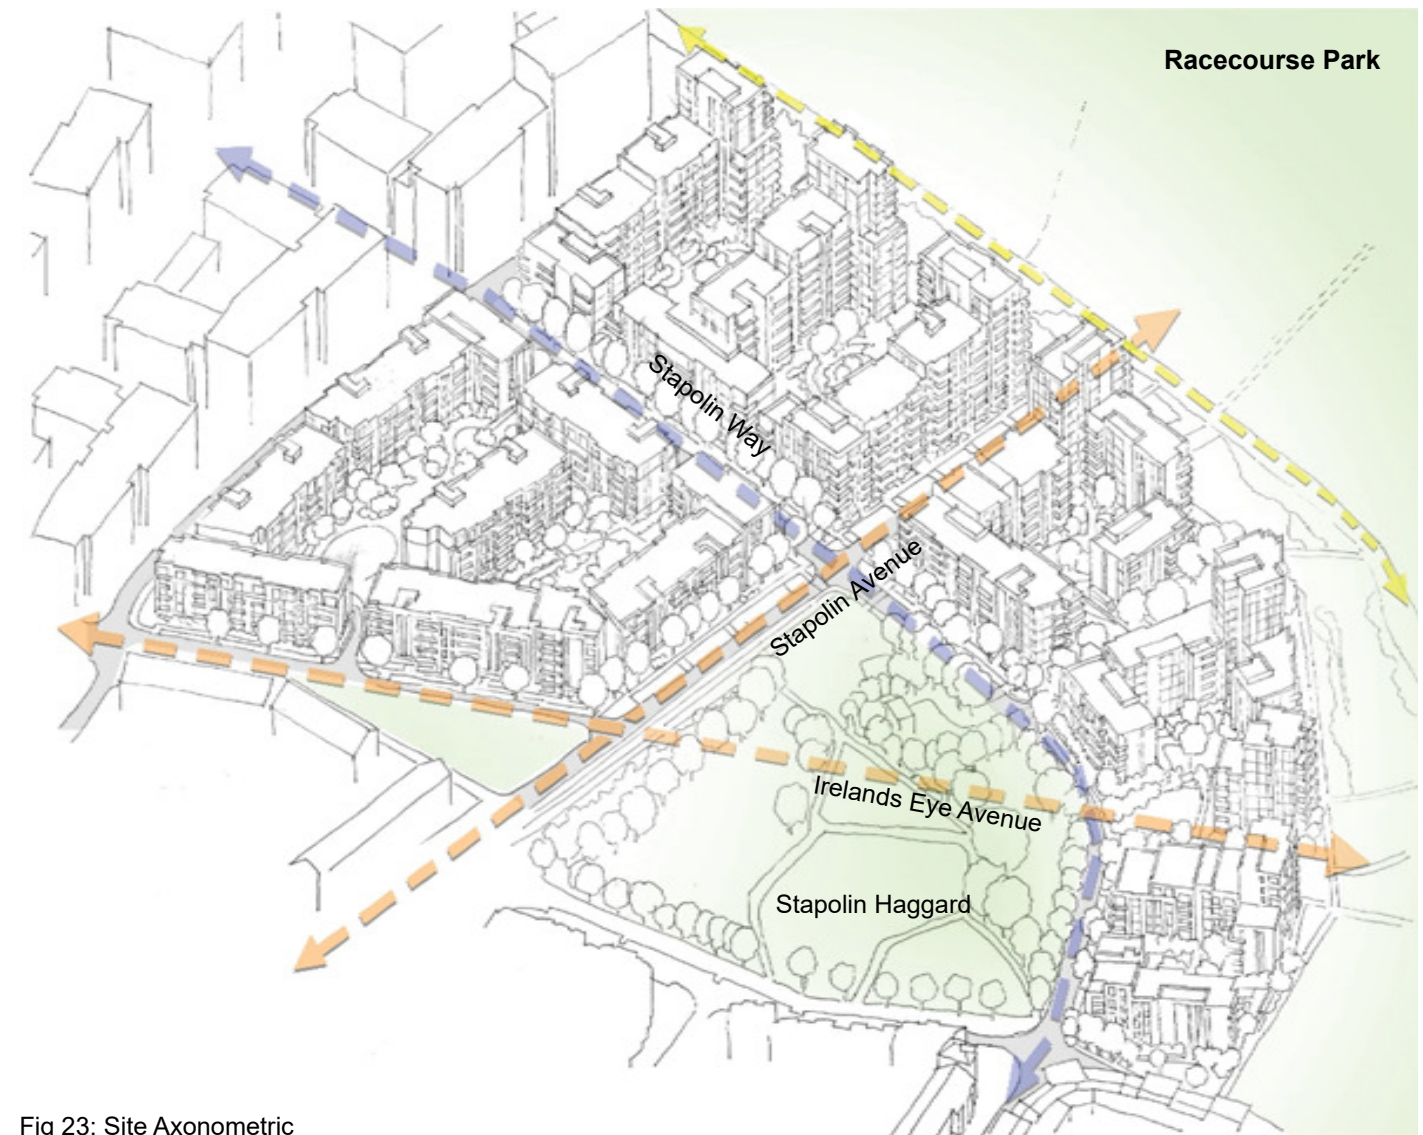 Racecourse Park
Stapolin Way
Stapolin Avenue
Irelands Eye Avenue
Stapolin Haggard
Fig 23: Site Axonometric